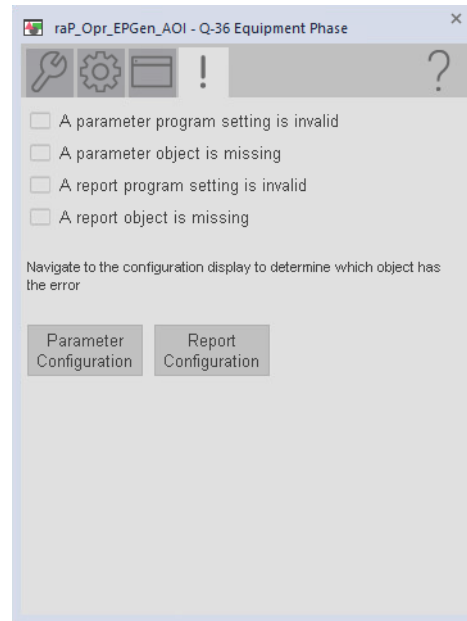 raP_Opr_EPGen_AOI - Q-36 Equipment Phase
A parameter program setting is invalid
A parameter object is missing
A report program setting is invalid
A report object is missing
Navigate to the configuration display to determine which object has
the error
Parameter
Configuration
Report
Configuration